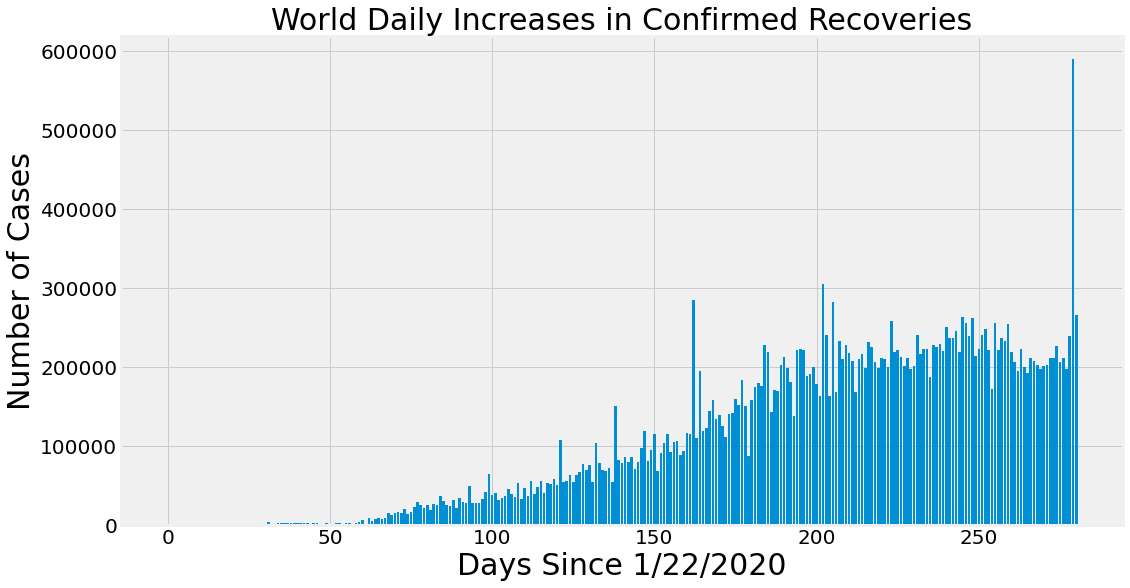 World Daily Increases in Confirmed Recoveries
600000
500000
400000
300000
200000
100000
0
Number of Cases
0 50 100 150 200 250
Days Since 1/22/2020